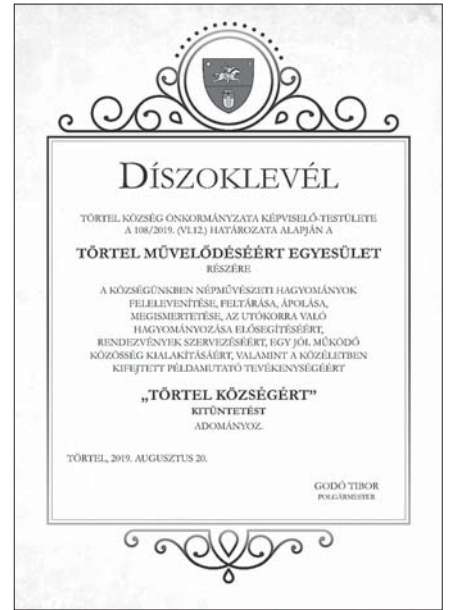 DÍSZOKLEVÉL
TÖRTEL KÖZSÉG ÖNKORMÁNYZATA KÉPVISELŐ-TESTÜLETE
A 108/2019. (VI.12.) HATÁROZATA ALAPJÁN A
TÖRTEL MŰVELŐDÉSÉÉRT EGYESÜLET
RÉSZÉRE
A KÖZSÉGÜNKBEN NÉPMŰVÉSZETI HAGYOMÁNYOK
FELELEVENÍTÉSE, FELTÁRÁSA, ÁPOLÁSA,
MEGISMERTETÉSE, AZ UTÓKORRA VALÓ
HAGYOMÁNYOZÁSA ELŐSEGÍTÉSÉÉRT,
RENDEZVÉNYEK SZERVEZÉSÉÉRT, EGY JÓL MŰKÖDŐ
KÖZÖSSÉG KIALAKÍTÁSÁÉRT, VALAMINT A KÖZÉLETBEN
KIFEJTETT PÉLDAMUTATÓ TEVÉKENYSÉGÉÉRT
„TÖRTEL KÖZSÉGÉRT”
KITÜNTETÉST
ADOMÁNYOZ.
TÖRTEL, 2019. AUGUSZTUS 20.
GODÓ TIBOR
POLGÁRMESTER